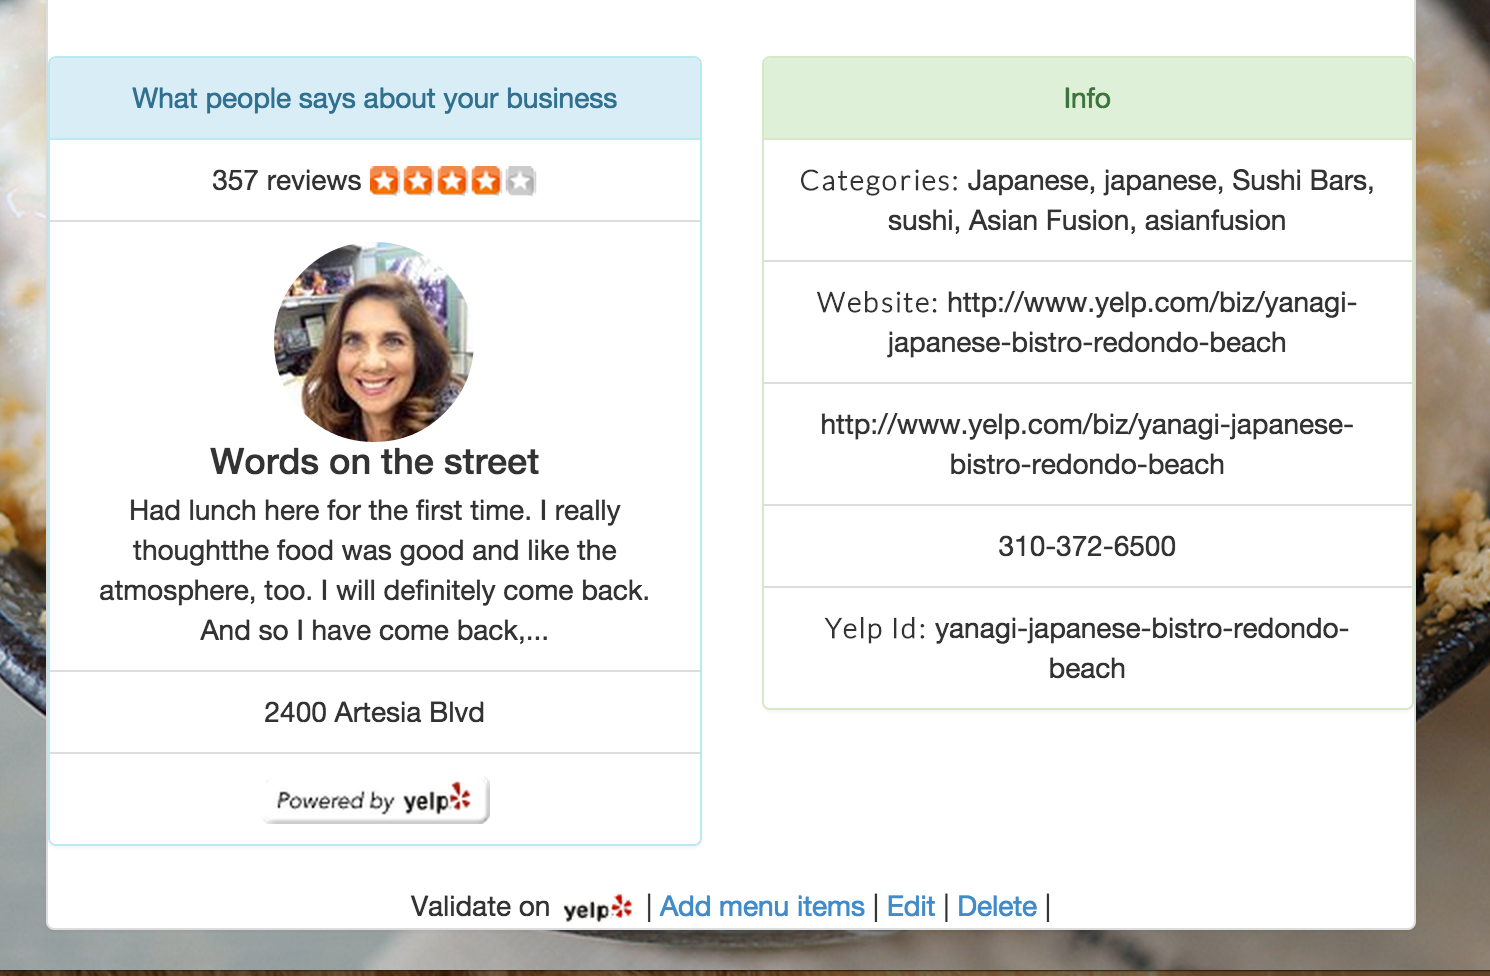 What people says about your business
357 reviews
Words on the street
Had lunch here for the first time. I really
thoughtthe food was good and like the
atmosphere, too. I will definitely come back.
And so I have come back,...
2400 Artesia Blvd
Powered by yelp
Info
Categories: Japanese, japanese, Sushi Bars,
sushi, Asian Fusion, asianfusion
Website: http://www.yelp.com/biz/yanagi-
japanese-bistro-redondo-beach
http://www.yelp.com/biz/yanagi-japanese-
bistro-redondo-beach
310-372-6500
Yelp Id: yanagi-japanese-bistro-redondo-
beach
Validate on yelp | Add menu items | Edit | Delete |